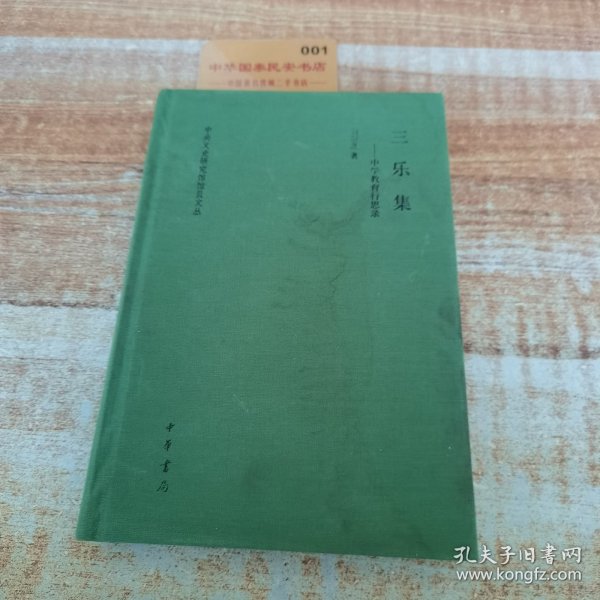 001
中华国泰民安书店
三乐集
——中学教育行思录
著
中央文史研究馆馆员文丛
中华书局
孔夫子旧书网
www.kongfz.com